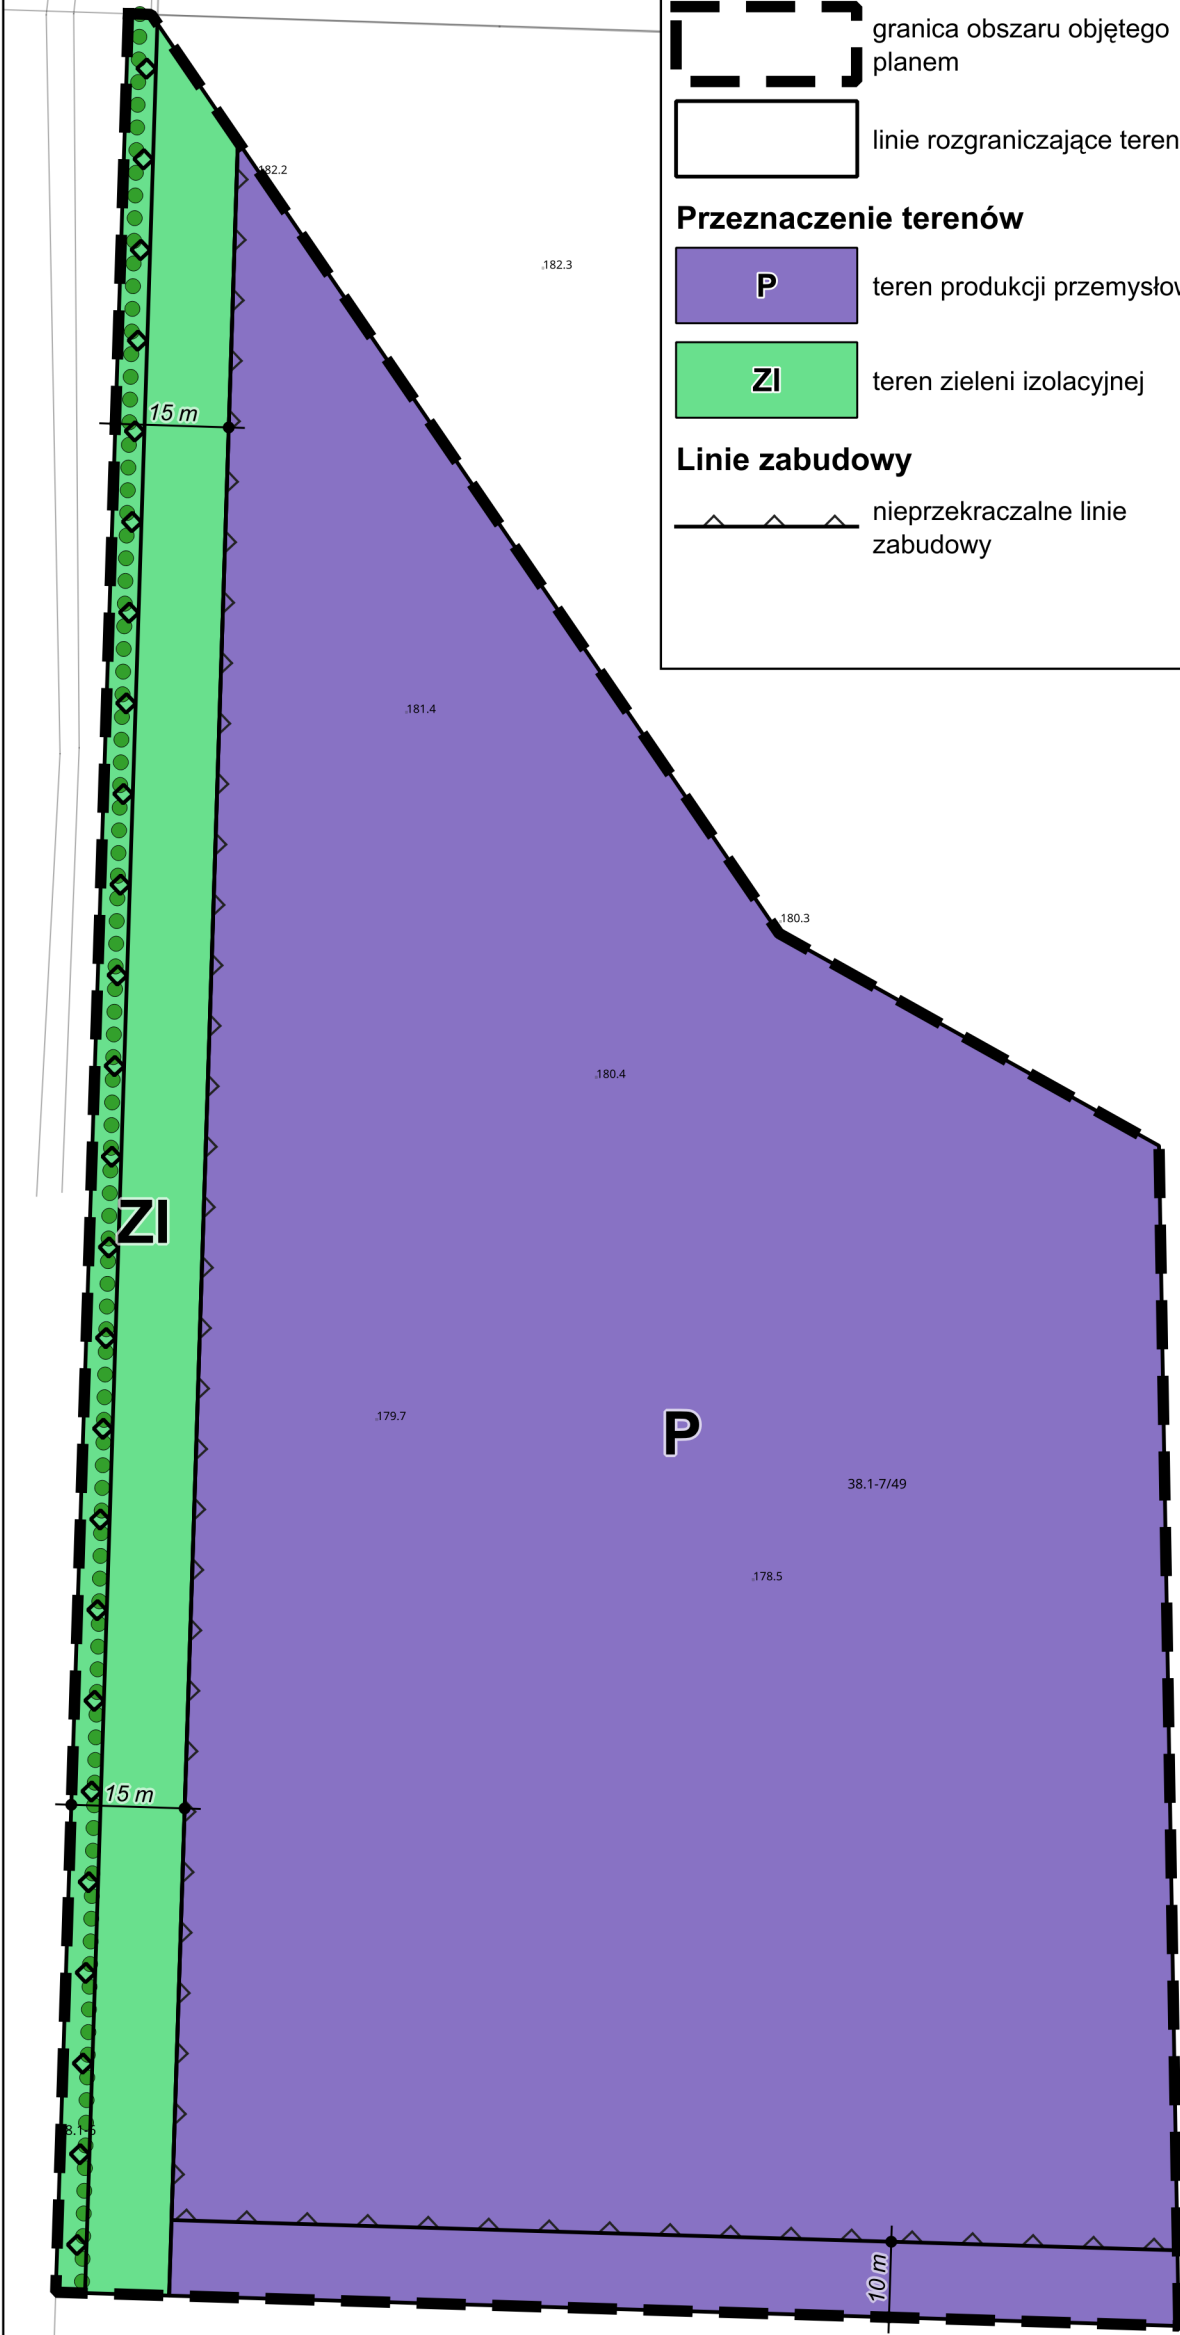 granica obszaru objętego
planem
linie rozgraniczające teren
Przeznaczenie terenów
P
teren produkcji przemysłow
ZI
teren zieleni izolacyjnej
Linie zabudowy
nieprzekraczalne linie
zabudowy
182.2
182.3
15 m
181.4
180.3
180.4
ZI
179.7
P
38.1-7/49
178.5
15 m
10 m